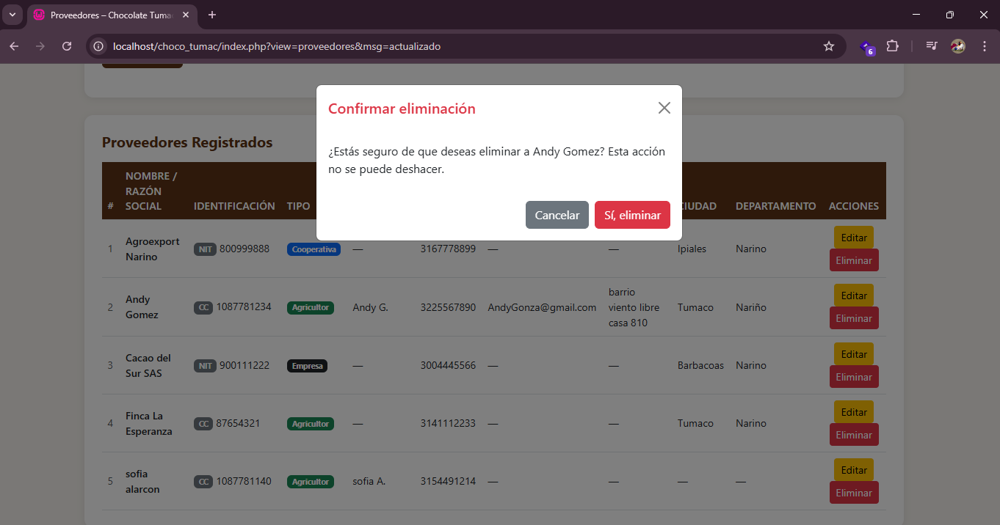 Proveedores – Chocolate Tuma
localhost/choco_tumac/index.php?view=proveedores&msg=actualizado
6
Confirmar eliminación
¿Estás seguro de que deseas eliminar a Andy Gomez? Esta acción
no se puede deshacer.
Cancelar Sí, eliminar
Proveedores Registrados
# NOMBRE / RAZÓN SOCIAL IDENTIFICACIÓN TIPO CIUDAD DEPARTAMENTO ACCIONES
1 Agroexport Narino NIT 800999888 Cooperativa — 3167778899 — — Ipiales Narino Editar Eliminar
2 Andy Gomez CC 1087781234 Agricultor Andy G. 3225567890 AndyGonza@gmail.com barrio viento libre casa 810 Tumaco Nariño Editar Eliminar
3 Cacao del Sur SAS NIT 900111222 Empresa — 3004445566 — — Barbacoas Narino Editar Eliminar
4 Finca La Esperanza CC 87654321 Agricultor — 3141112233 — — Tumaco Narino Editar Eliminar
5 sofia alarcon CC 1087781140 Agricultor sofia A. 3154491214 — — — — Editar Eliminar